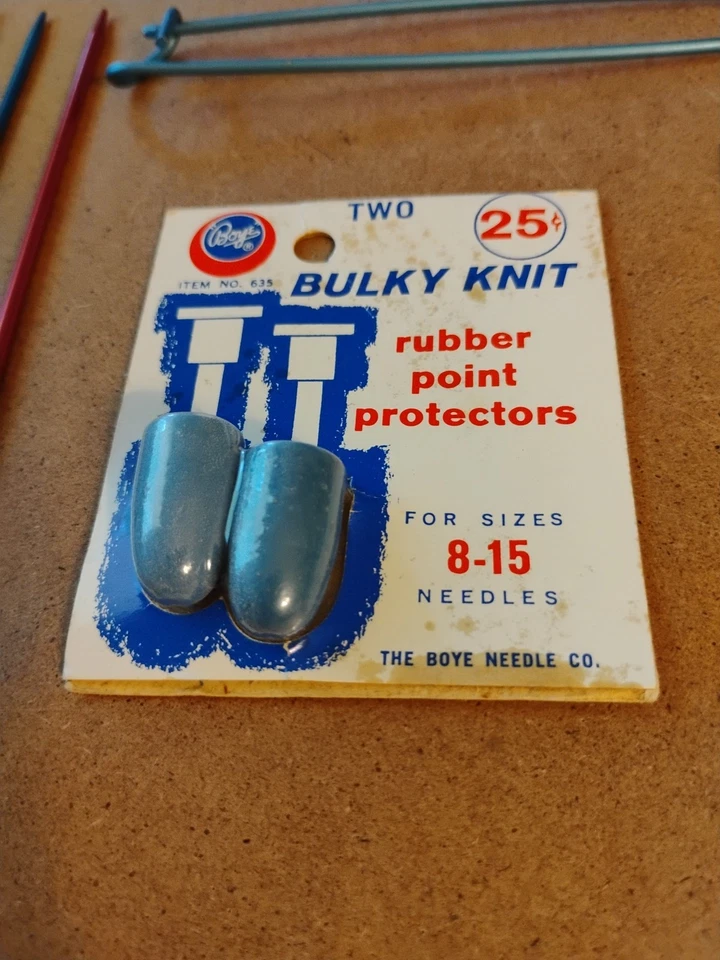 TWO
25¢
Boye
®
ITEM NO. 635
BULKY KNIT
rubber
point
protectors
FOR SIZES
8-15
NEEDLES
THE BOYE NEEDLE CO.